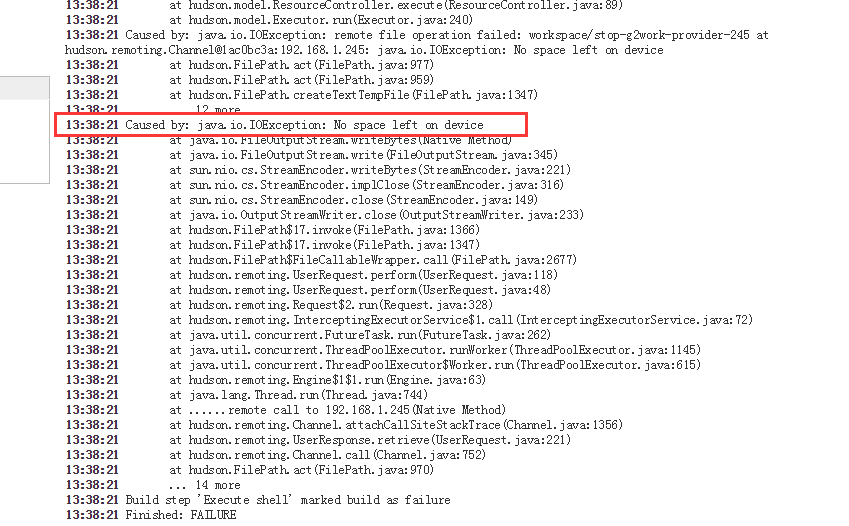 13:38:21 at hudson.model.ResourceController.execute(ResourceController.java:89)
13:38:21 at hudson.model.Executor.run(Executor.java:240)
13:38:21 Caused by: java.io.IOException: remote file operation failed: workspace/stop-g2work-provider-245 at
hudson.remoting.Channel@1ac0bc3a:192.168.1.245: java.io.IOException: No space left on device
13:38:21 at hudson.FilePath.act(FilePath.java:977)
13:38:21 at hudson.FilePath.act(FilePath.java:959)
13:38:21 at hudson.FilePath.createTextTempFile(FilePath.java:1347)
13:38:21 ... 12 more
13:38:21 Caused by: java.io.IOException: No space left on device
13:38:21 at java.io.FileOutputStream.writeBytes(Native Method)
13:38:21 at java.io.FileOutputStream.write(FileOutputStream.java:345)
13:38:21 at sun.nio.cs.StreamEncoder.writeBytes(StreamEncoder.java:221)
13:38:21 at sun.nio.cs.StreamEncoder.implClose(StreamEncoder.java:316)
13:38:21 at sun.nio.cs.StreamEncoder.close(StreamEncoder.java:149)
13:38:21 at java.io.OutputStreamWriter.close(OutputStreamWriter.java:233)
13:38:21 at hudson.FilePath$17.invoke(FilePath.java:1366)
13:38:21 at hudson.FilePath$17.invoke(FilePath.java:1347)
13:38:21 at hudson.FilePath$FileCallableWrapper.call(FilePath.java:2677)
13:38:21 at hudson.remoting.UserRequest.perform(UserRequest.java:118)
13:38:21 at hudson.remoting.UserRequest.perform(UserRequest.java:48)
13:38:21 at hudson.remoting.Request$2.run(Request.java:328)
13:38:21 at hudson.remoting.InterceptingExecutorService$1.call(InterceptingExecutorService.java:72)
13:38:21 at java.util.concurrent.FutureTask.run(FutureTask.java:262)
13:38:21 at java.util.concurrent.ThreadPoolExecutor.runWorker(ThreadPoolExecutor.java:1145)
13:38:21 at java.util.concurrent.ThreadPoolExecutor$Worker.run(ThreadPoolExecutor.java:615)
13:38:21 at hudson.remoting.Engine$1$1.run(Engine.java:63)
13:38:21 at java.lang.Thread.run(Thread.java:744)
13:38:21 at ......remote call to 192.168.1.245(Native Method)
13:38:21 at hudson.remoting.Channel.attachCallSiteStackTrace(Channel.java:1356)
13:38:21 at hudson.remoting.UserResponse.retrieve(UserRequest.java:221)
13:38:21 at hudson.remoting.Channel.call(Channel.java:752)
13:38:21 at hudson.FilePath.act(FilePath.java:970)
13:38:21 ... 14 more
13:38:21 Build step 'Execute shell' marked build as failure
13:38:21 Finished: FAILURE